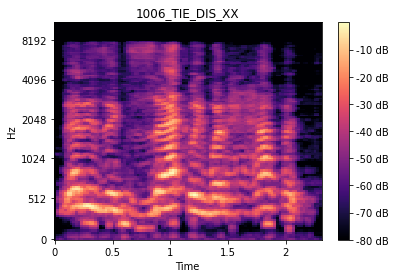 1006_TIE_DIS_XX
8192
4096
2048
1024
512
0
Hz
0
0.5
1
1.5
2
Time
-10 dB
-20 dB
-30 dB
-40 dB
-50 dB
-60 dB
-70 dB
-80 dB